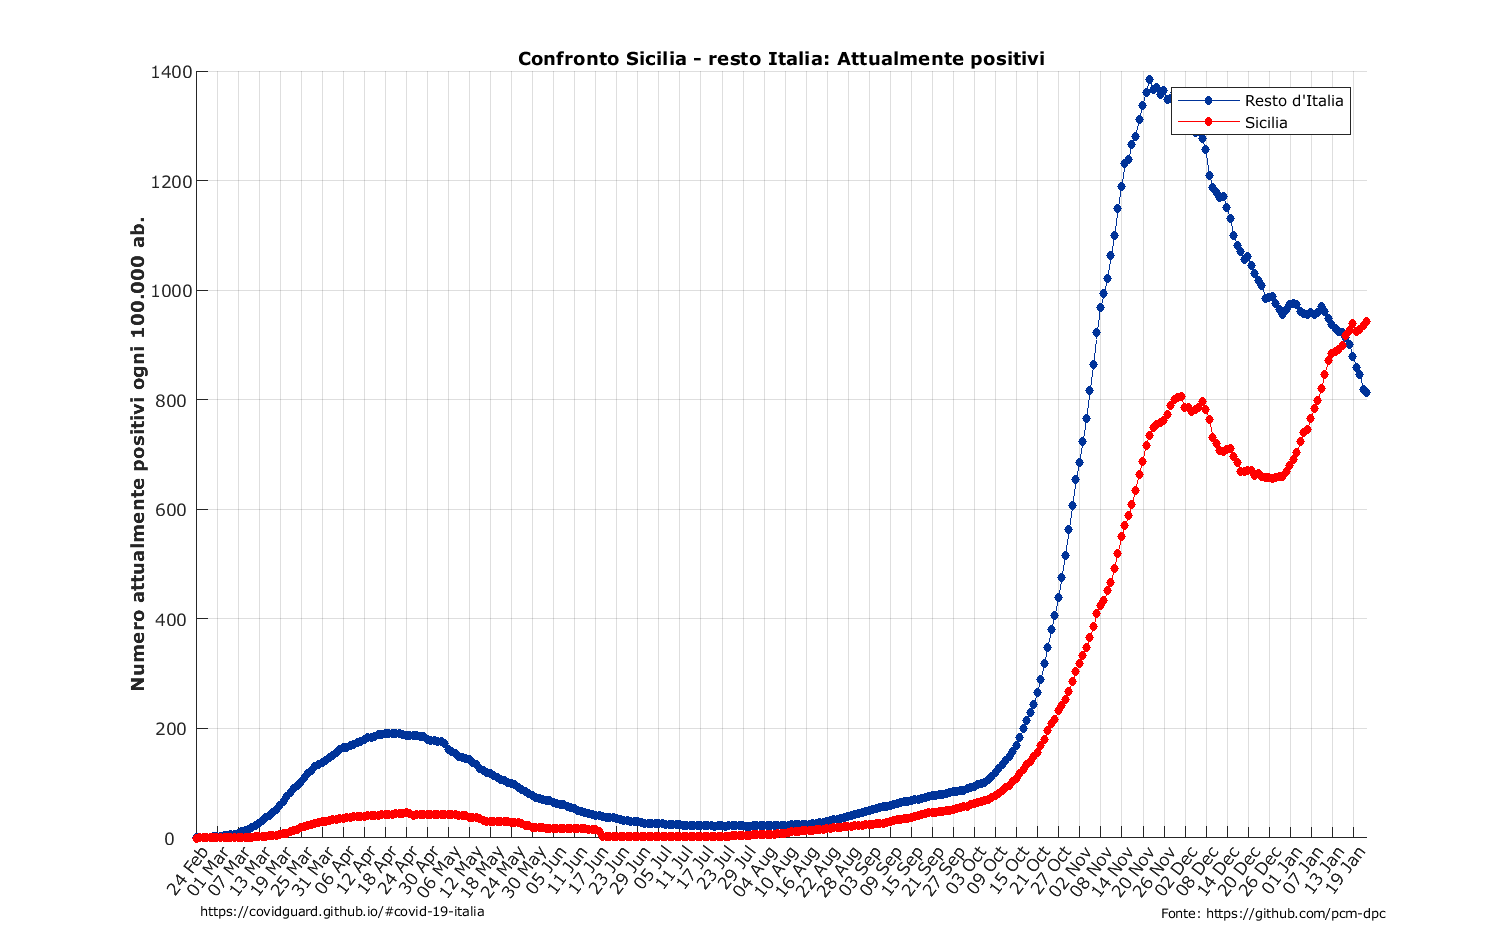 Confronto Sicilia - resto Italia: Attualmente positivi
Numero attualmente positivi ogni 100.000 ab.
1400
1200
1000
800
600
400
200
0
Resto d'Italia
Sicilia
24 Feb
01 Mar
07 Mar
13 Mar
19 Mar
25 Mar
31 Mar
06 Apr
12 Apr
18 Apr
24 Apr
30 Apr
06 May
12 May
18 May
24 May
30 May
05 Jun
11 Jun
17 Jun
23 Jun
29 Jun
05 Jul
11 Jul
17 Jul
23 Jul
29 Jul
04 Aug
10 Aug
16 Aug
22 Aug
28 Aug
03 Sep
09 Sep
15 Sep
21 Sep
27 Sep
03 Oct
09 Oct
15 Oct
21 Oct
27 Oct
02 Nov
08 Nov
14 Nov
20 Nov
26 Nov
02 Dec
08 Dec
14 Dec
20 Dec
26 Dec
01 Jan
07 Jan
13 Jan
19 Jan
https://covidguard.github.io/#covid-19-italia
Fonte: https://github.com/pcm-dpc